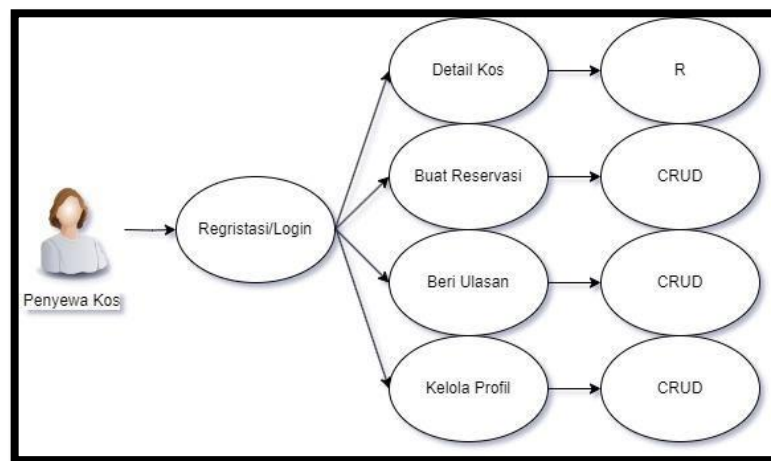 Penyewa Kos
Regristasi/Login
Detail Kos
R
Buat Reservasi
CRUD
Beri Ulasan
CRUD
Kelola Profil
CRUD